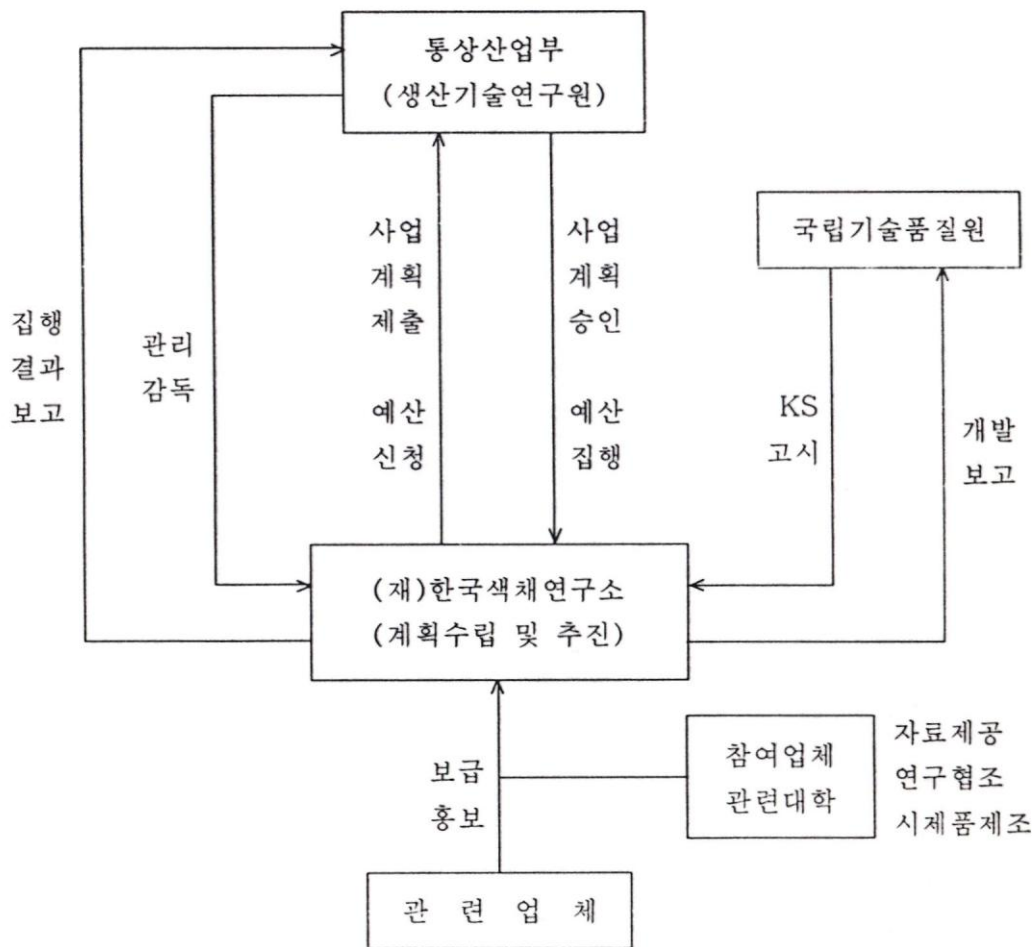 통상산업부
(생산기술연구원)
사업
계획
제출
예산
신청
사업
계획
승인
예산
집행
국립기술품질원
집행
결과
보고
관리
감독
KS
고시
개발
보고
(재)한국색채연구소
(계획수립 및 추진)
보급
홍보
참여업체
관련대학
자료제공
연구협조
시제품제조
관 련 업 체